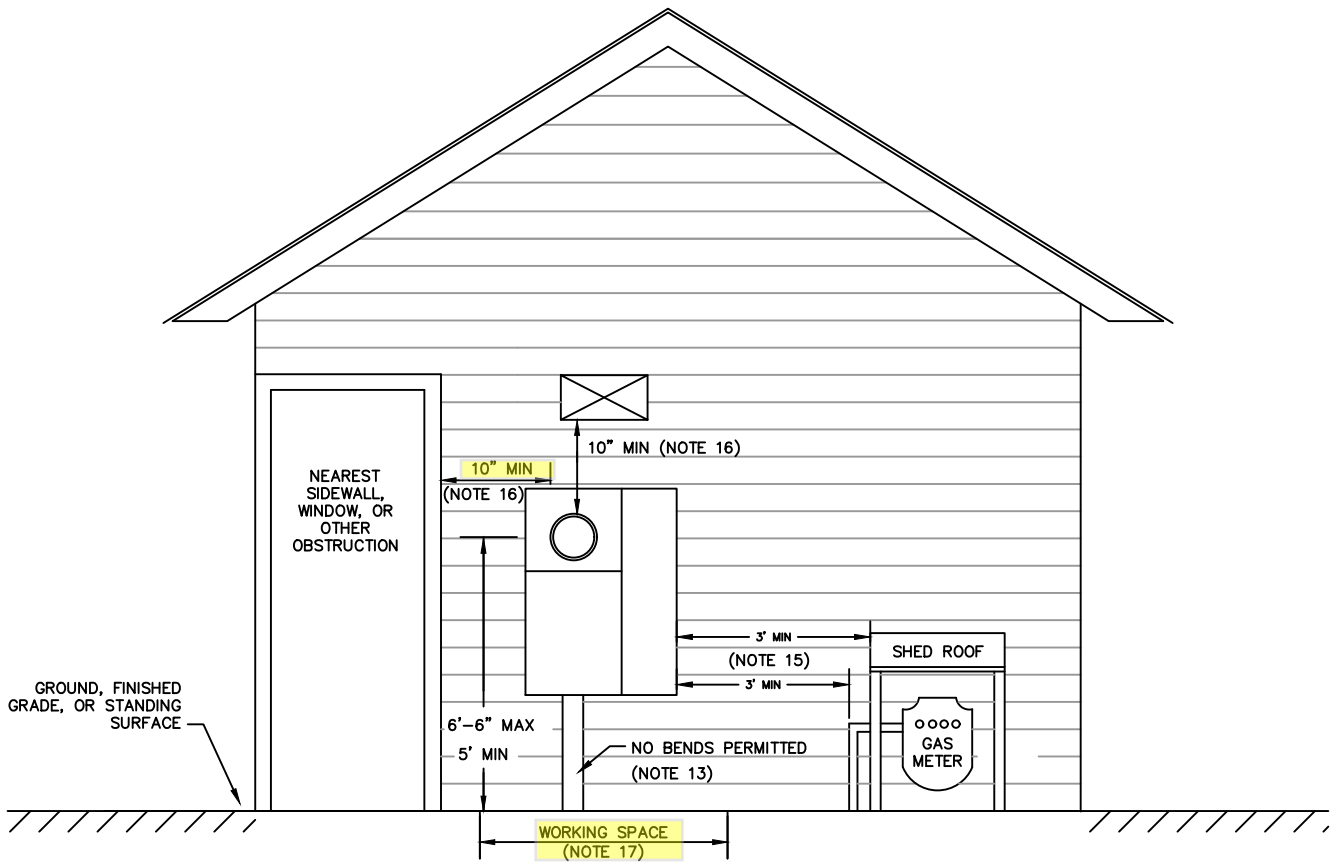 10” MIN (NOTE 16)
10” MIN
(NOTE 16)
NEAREST
SIDEWALL,
WINDOW, OR
OTHER
OBSTRUCTION
3’ MIN
(NOTE 15)
3’ MIN
SHED ROOF
GAS
METER
GROUND, FINISHED
GRADE, OR STANDING
SURFACE
6’–6” MAX
5’ MIN
NO BENDS PERMITTED
(NOTE 13)
WORKING SPACE
(NOTE 17)